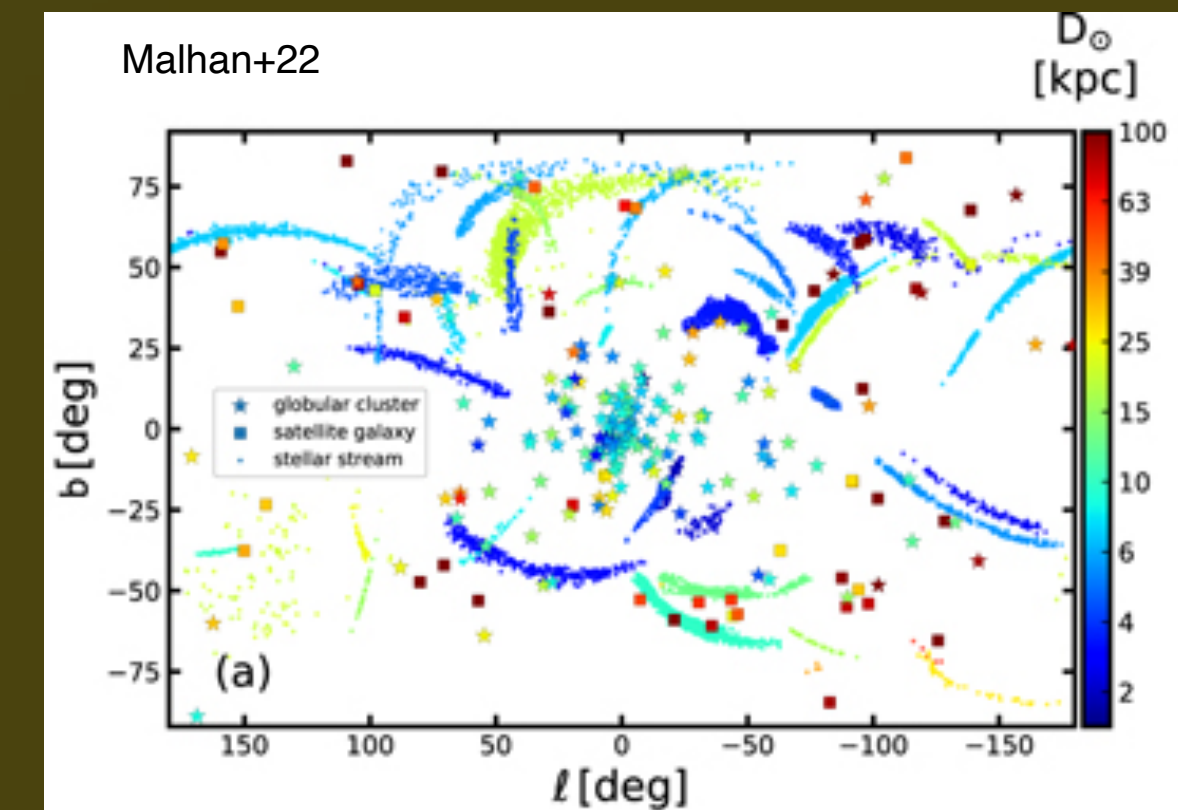 Malhan+22
D⊙
[kpc]
100
63
39
25
15
10
6
4
2
75
50
25
0
−25
−50
−75
b [deg]
globular cluster
satellite galaxy
stellar stream
(a)
150 100 50 0 −50 −100 −150
ℓ [deg]